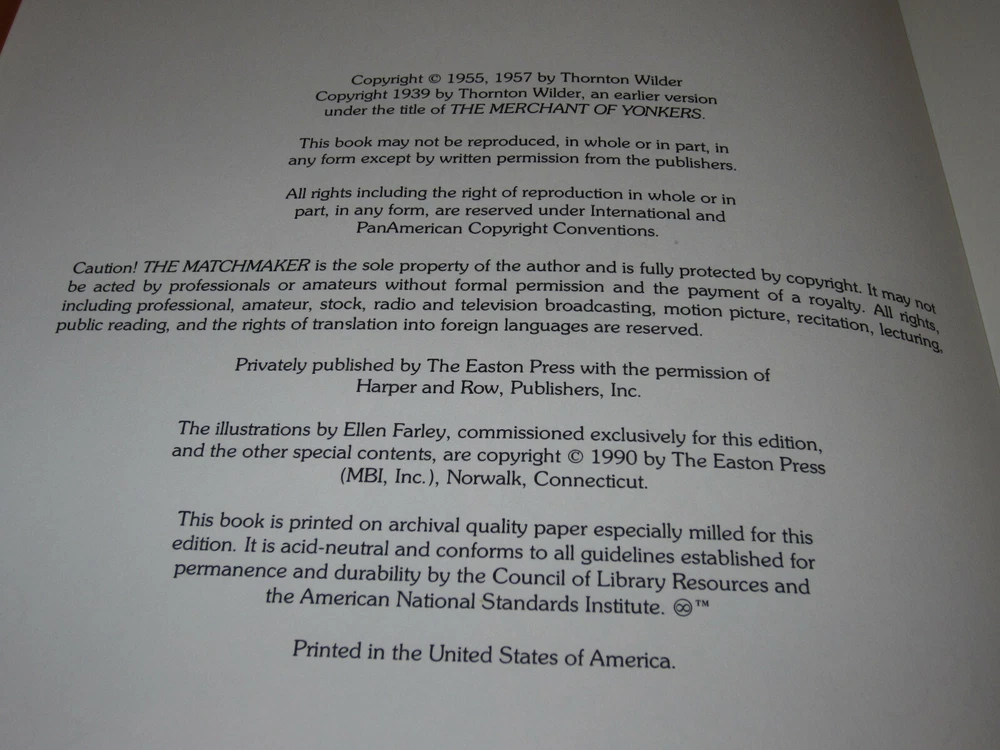 Copyright © 1955, 1957 by Thornton Wilder
Copyright 1939 by Thornton Wilder, an earlier version
under the title of THE MERCHANT OF YONKERS.
This book may not be reproduced, in whole or in part, in
any form except by written permission from the publishers.
All rights including the right of reproduction in whole or in
part, in any form, are reserved under International and
PanAmerican Copyright Conventions.
Caution! THE MATCHMAKER is the sole property of the author and is fully protected by copyright. It may not
be acted by professionals or amateurs without formal permission and the payment of a royalty. All rights,
including professional, amateur, stock, radio and television broadcasting, motion picture, recitation, lecturing,
public reading, and the rights of translation into foreign languages are reserved.
Privately published by The Easton Press with the permission of
Harper and Row, Publishers, Inc.
The illustrations by Ellen Farley, commissioned exclusively for this edition,
and the other special contents, are copyright © 1990 by The Easton Press
(MBI, Inc.), Norwalk, Connecticut.
This book is printed on archival quality paper especially milled for this
edition. It is acid-neutral and conforms to all guidelines established for
permanence and durability by the Council of Library Resources and
the American National Standards Institute. ♾™
Printed in the United States of America.